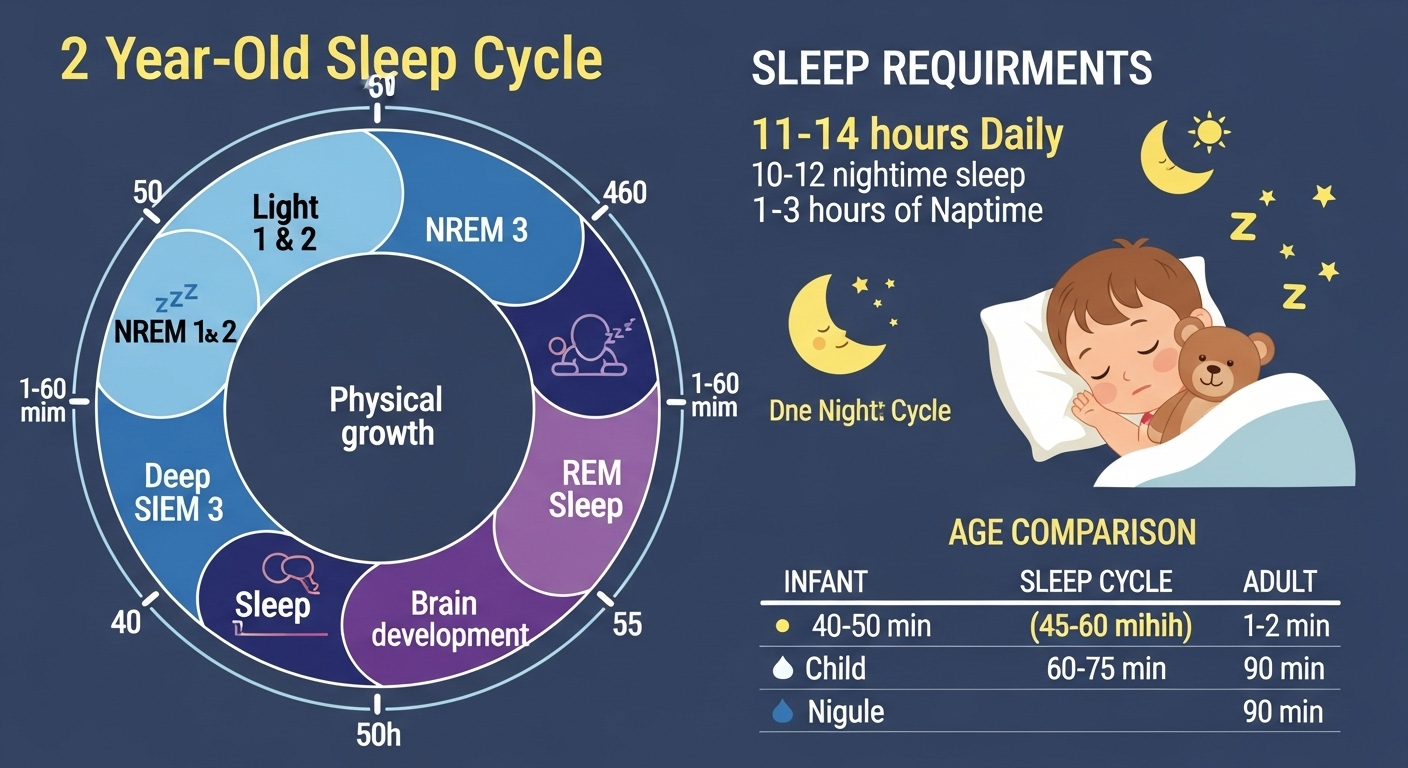 2 Year-Old Sleep Cycle
50
460
Light
1 & 2
NREM 3
zzz
NREM 1 & 2
zzz
1-60
mim
1-60
mim
Physical
growth
Deep
SIEM 3
REM
Sleep
Sleep
Brain
development
40
55
50h
SLEEP REQUIRMENTS
11-14 hours Daily
10-12 nightime sleep
1-3 hours of Naptime
z
z
Dne Night: Cycle
AGE COMPARISON
INFANT SLEEP CYCLE ADULT
40-50 min (45-60 mihih) 1-2 min
Child 60-75 min 90 min
Nigule 90 min